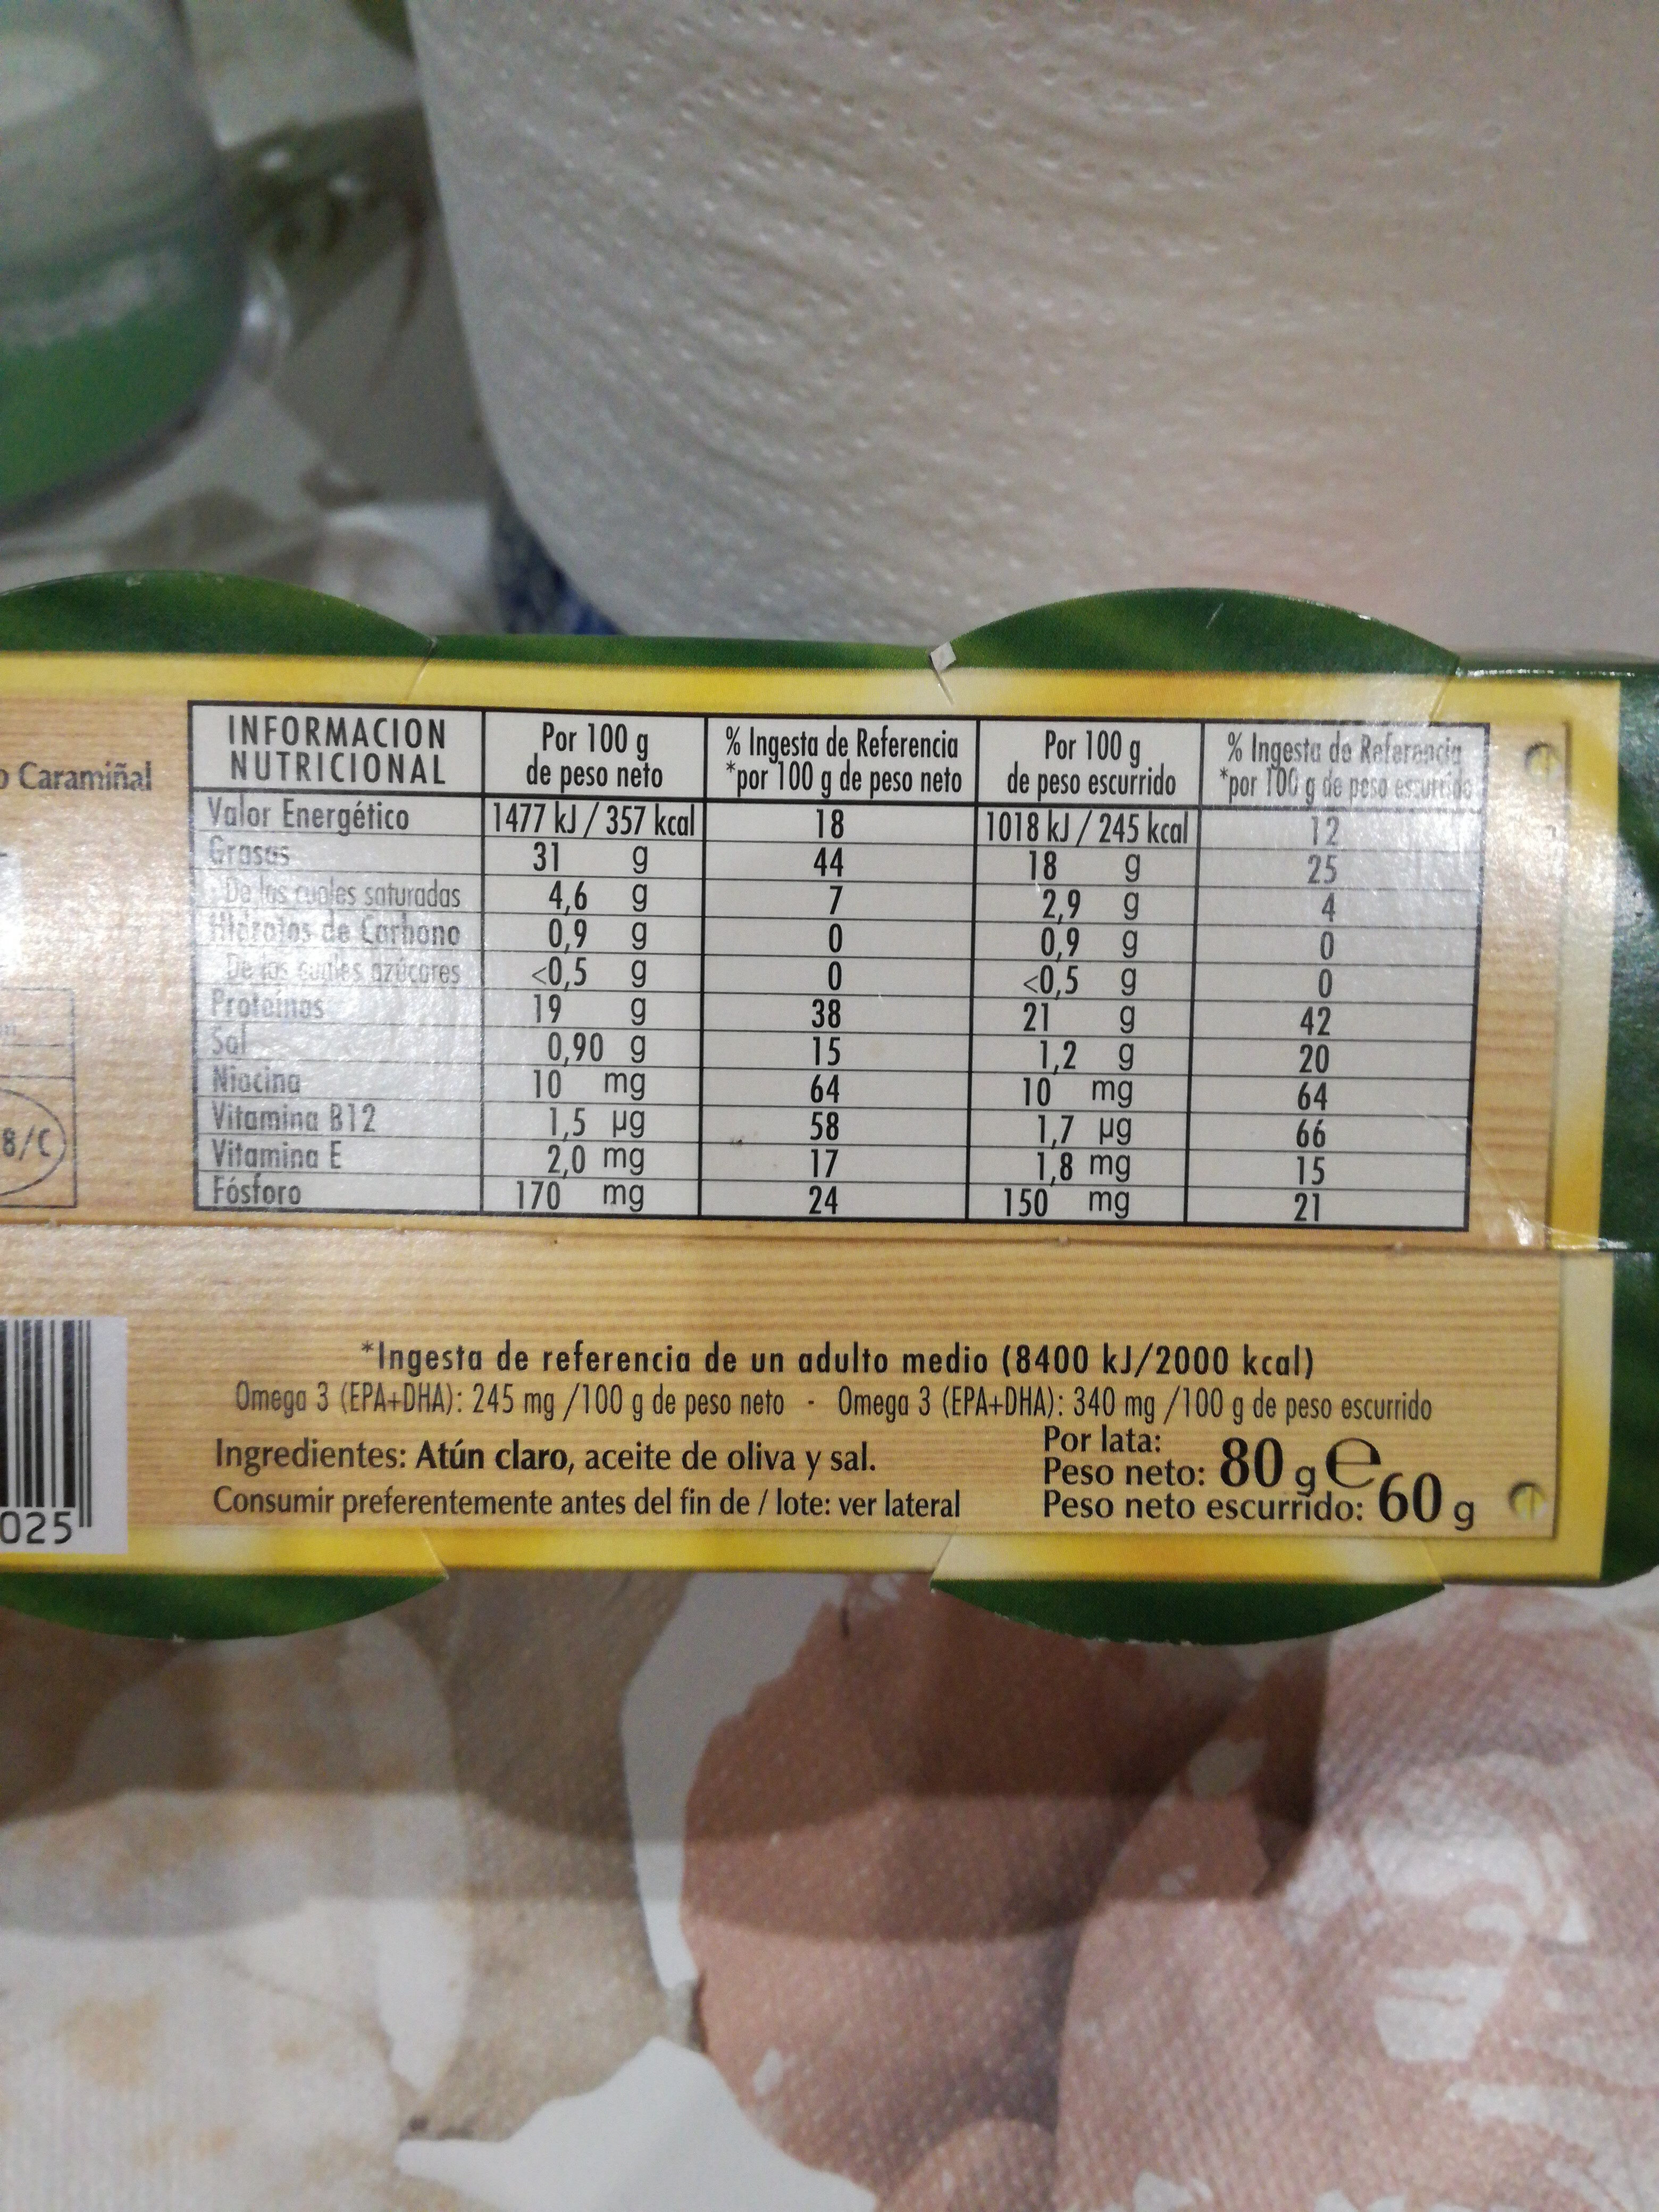 Caramiñal
8/C
025
INFORMACION NUTRICIONAL | Por 100 g de peso neto | % Ingesta de Referencia *por 100 g de peso neto | Por 100 g de peso escurrido | % Ingesta de Referencia *por 100 g de peso escurrido
Valor Energético | 1477 kJ / 357 kcal | 18 | 1018 kJ / 245 kcal | 12
Grasas | 31 g | 44 | 18 g | 25
De las cuales saturadas | 4,6 g | 7 | 2,9 g | 4
Hidratos de Carbono | 0,9 g | 0 | 0,9 g | 0
De los cuales azúcares | <0,5 g | 0 | <0,5 g | 0
Proteínas | 19 g | 38 | 21 g | 42
Sal | 0,90 g | 15 | 1,2 g | 20
Niacina | 10 mg | 64 | 10 mg | 64
Vitamina B12 | 1,5 µg | 58 | 1,7 µg | 66
Vitamina E | 2,0 mg | 17 | 1,8 mg | 15
Fósforo | 170 mg | 24 | 150 mg | 21
*Ingesta de referencia de un adulto medio (8400 kJ/2000 kcal)
Omega 3 (EPA+DHA): 245 mg /100 g de peso neto - Omega 3 (EPA+DHA): 340 mg /100 g de peso escurrido
Ingredientes: Atún claro, aceite de oliva y sal.
Consumir preferentemente antes del fin de / lote: ver lateral
Por lata:
Peso neto: 80 g e
Peso neto escurrido: 60 g